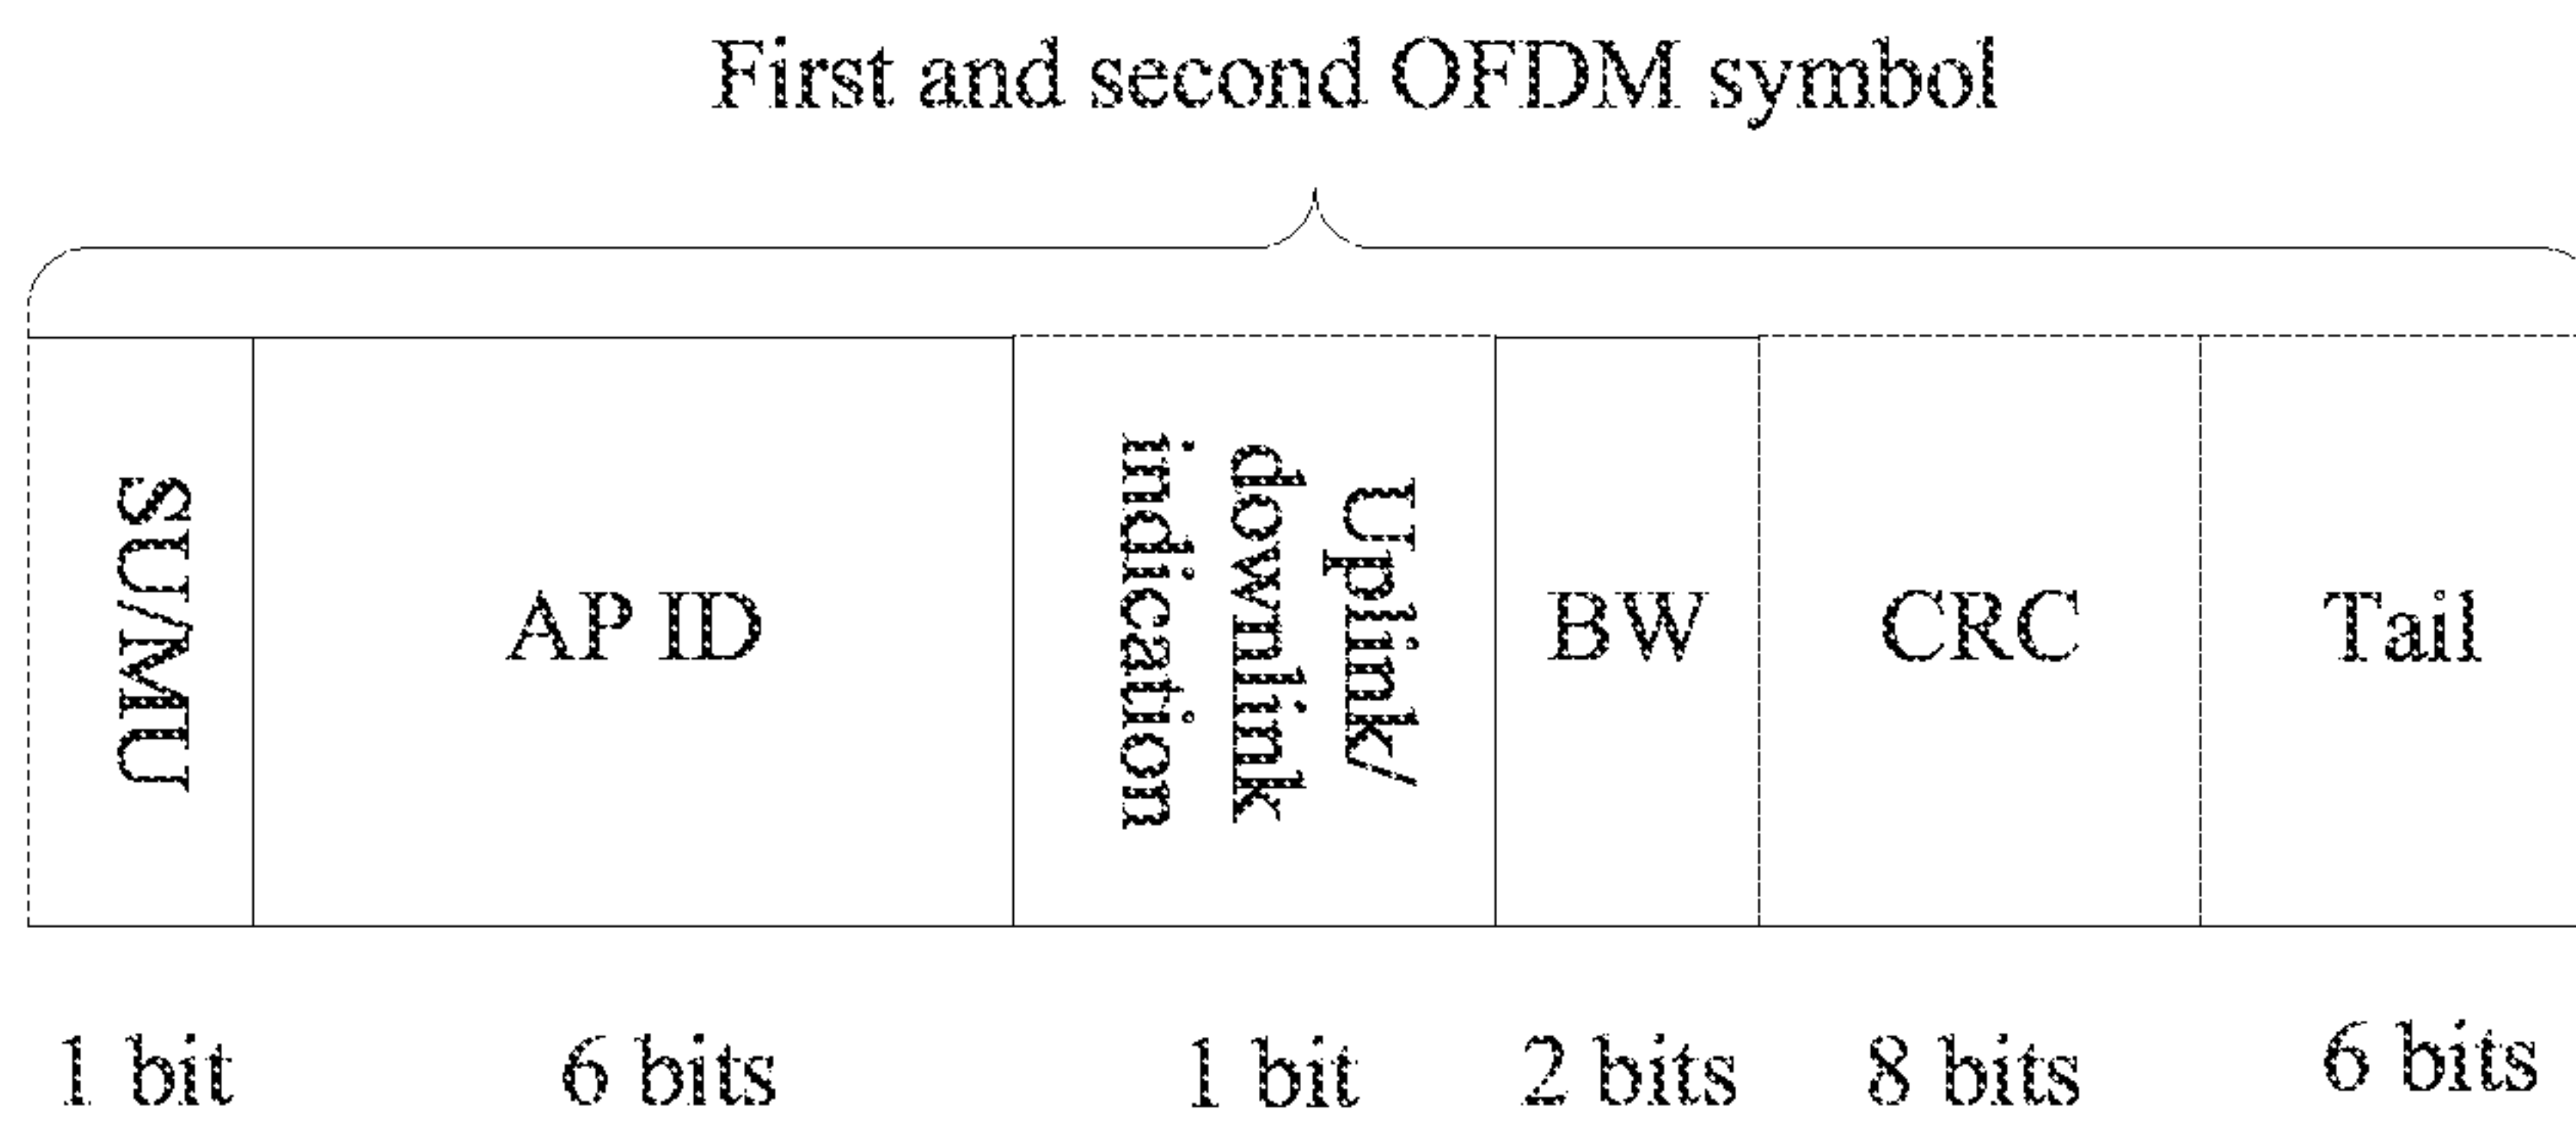 First and second OFDM symbol
SU/MU
AP ID
Uplink/
downlink
indication
BW
CRC
Tail
1 bit
6 bits
1 bit
2 bits
8 bits
6 bits